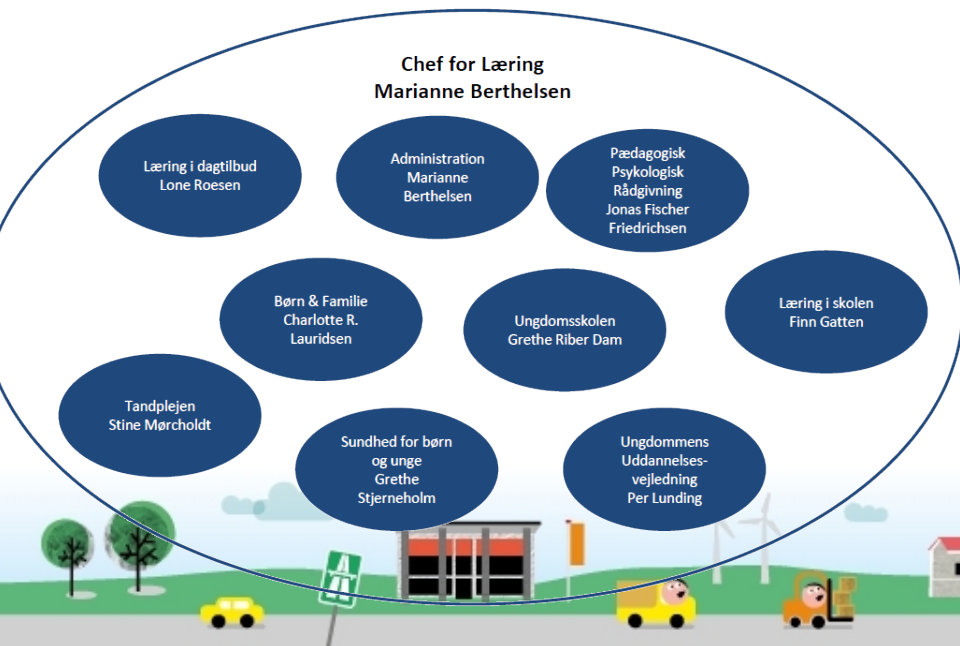 Chef for Læring
Marianne Berthelsen
Læring i dagtilbud
Lone Roesen
Administration
Marianne
Berthelsen
Pædagogisk
Psykologisk
Rådgivning
Jonas Fischer
Friedrichsen
Børn & Familie
Charlotte R.
Lauridsen
Ungdomsskolen
Grethe Riber Dam
Læring i skolen
Finn Gatten
Tandplejen
Stine Mørcholdt
Sundhed for børn
og unge
Grethe
Stjerneholm
Ungdommens
Uddannelses-
vejledning
Per Lunding